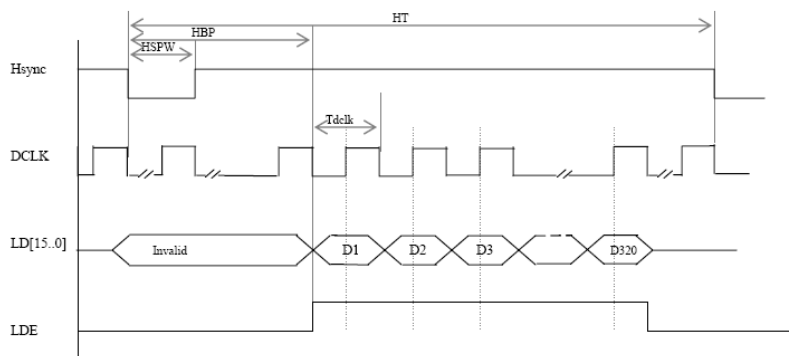 HT
HBP
HSPW
Hsync
Tdclk
DCLK
LD[15..0]
Invalid
D1
D2
D3
D320
LDE